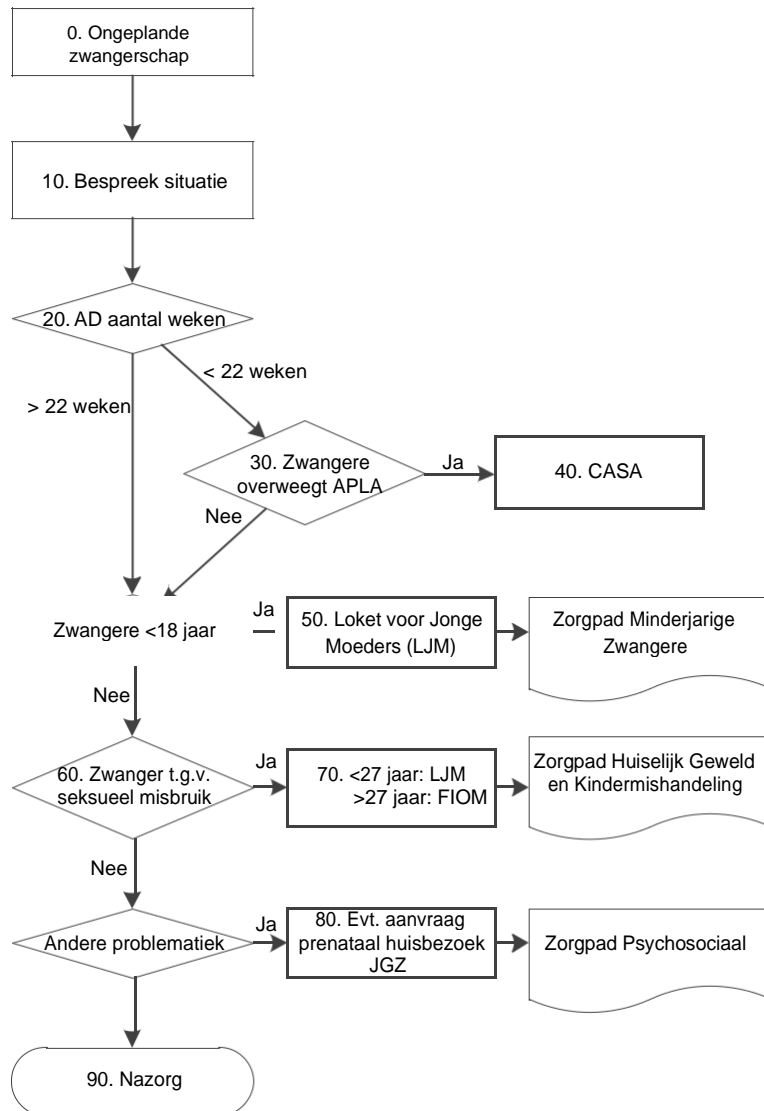 0. Ongeplande
zwangerschap
10. Bespreek situatie
20. AD aantal weken
< 22 weken
> 22 weken
30. Zwangere
overweegt APLA
Ja
40. CASA
Nee
Zwangere <18 jaar
Ja
50. Loket voor Jonge
Moeders (LJM)
Zorgpad Minderjarige
Zwangere
Nee
60. Zwanger t.g.v.
seksueel misbruik
Ja
70. <27 jaar: LJM
>27 jaar: FIOM
Zorgpad Huiselijk Geweld
en Kindermishandeling
Nee
Andere problematiek
Ja
80. Evt. aanvraag
prenataal huisbezoek
JGZ
Zorgpad Psychosociaal
90. Nazorg